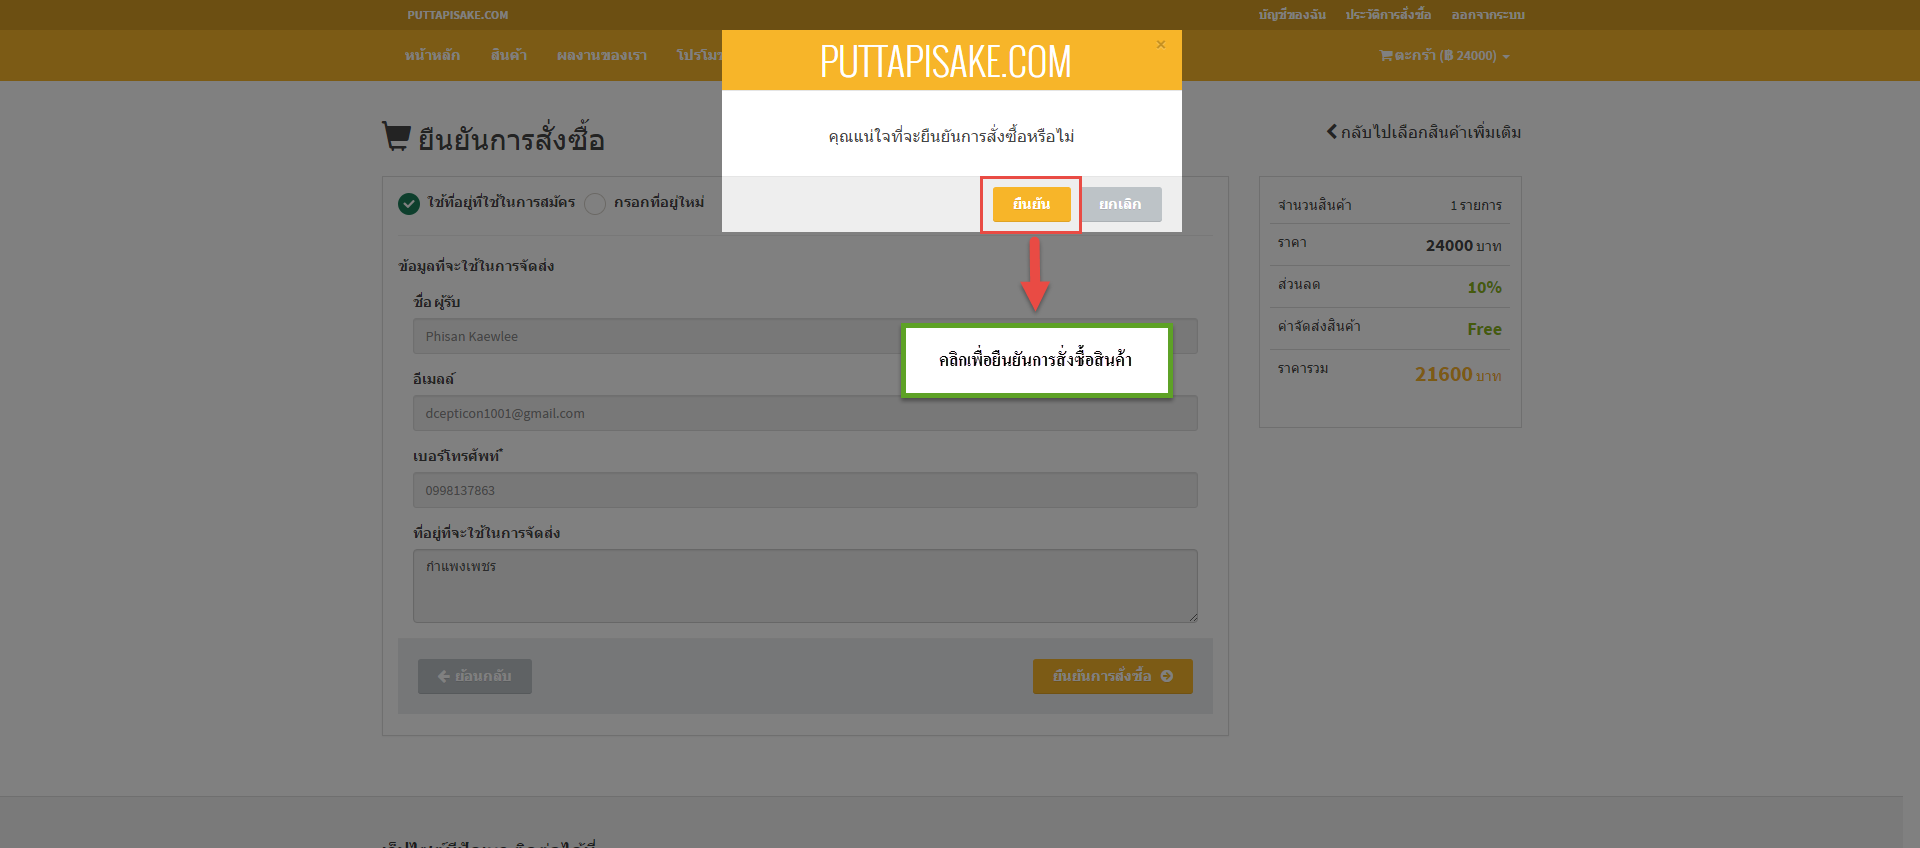 PUTTAPISAKE.COM
บัญชีของฉัน ประวัติการสั่งซื้อ ออกจากระบบ
หน้าหลัก สินค้า ผลงานของเรา โปรโมช
ตะกร้า (฿ 24000)
PUTTAPISAKE.COM
×
คุณแน่ใจที่จะยืนยันการสั่งซื้อหรือไม่
ยืนยัน ยกเลิก
คลิกเพื่อยืนยันการสั่งซื้อสินค้า
ยืนยันการสั่งซื้อ
กลับไปเลือกสินค้าเพิ่มเติม
ใช้ที่อยู่ที่ใช้ในการสมัคร กรอกที่อยู่ใหม่
ข้อมูลที่จะใช้ในการจัดส่ง
ชื่อ ผู้รับ
Phisan Kaewlee
อีเมลล์
dcepticon1001@gmail.com
เบอร์โทรศัพท์
0998137863
ที่อยู่ที่จะใช้ในการจัดส่ง
กำแพงเพชร
ย้อนกลับ ยืนยันการสั่งซื้อ
จำนวนสินค้า 1 รายการ
ราคา 24000 บาท
ส่วนลด 10%
ค่าจัดส่งสินค้า Free
ราคารวม 21600 บาท